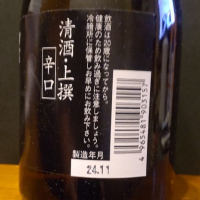 清酒・上撰
辛口
飲酒は20歳になってから。
健康のため飲み過ぎに注意しましょう。
冷暗所に保管しお早めにお飲み下さい。
製造年月
24.11
4965481903151